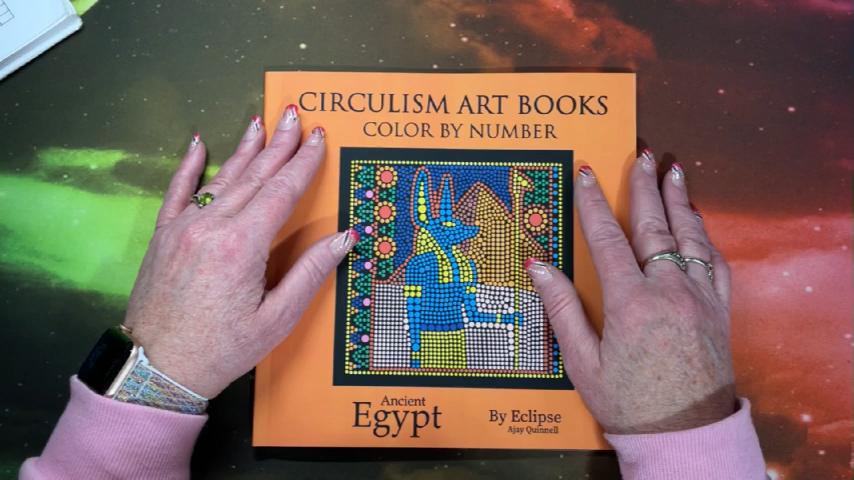 CIRCULISM ART BOOKS
COLOR BY NUMBER
Ancient
Egypt
By Eclipse
Ajay Quinnell